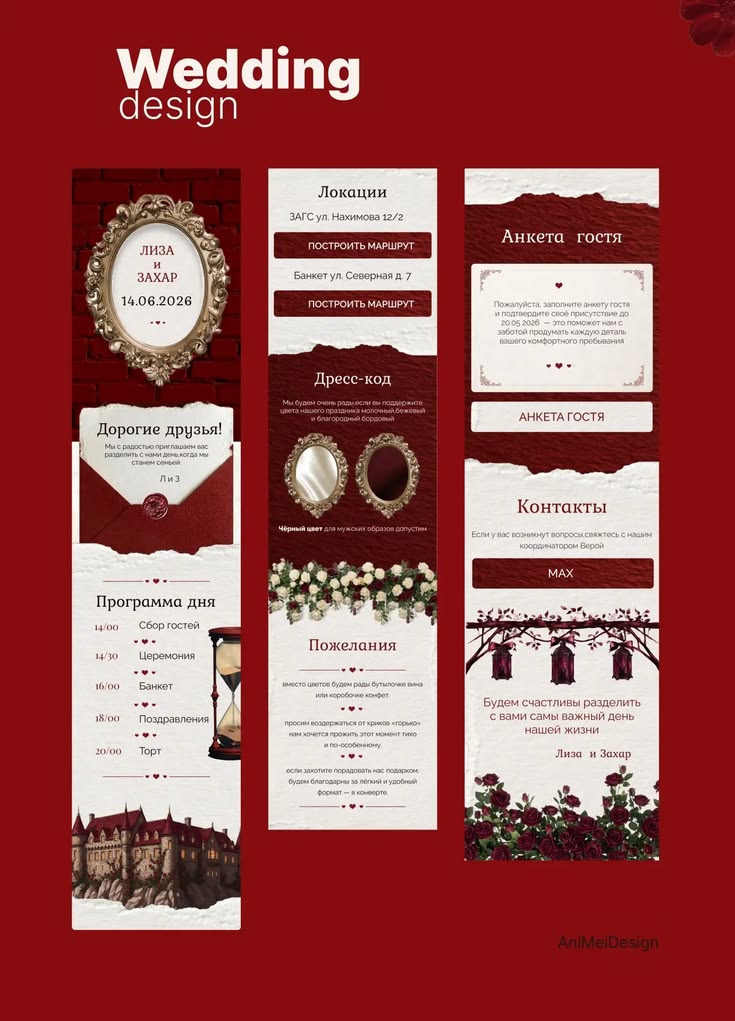 Wedding
design
ЛИЗА
и
ЗАХАР
14.06.2026
Дорогие друзья!
Мы с радостью приглашаем вас
разделить с нами день,когда мы
станем семьей.
Л и З
Программа дня
14/00 Сбор гостей
14/30 Церемония
16/00 Банкет
18/00 Поздравления
20/00 Торт
Локации
ЗАГС ул. Нахимова 12/2
ПОСТРОИТЬ МАРШРУТ
Банкет ул. Северная д. 7
ПОСТРОИТЬ МАРШРУТ
Дресс-код
Мы будем очень рады,если вы поддержите
цвета нашего праздника молочный,бежевый
и благородный бордовый
Чёрный цвет для мужских образов допустим
Пожелания
вместо цветов будем рады бутылочке вина
или коробочке конфет.
просим воздержаться от криков «горько»
нам хочется прожить этот момент тихо
и по-особенному.
если захотите порадовать нас подарком,
будем благодарны за лёгкий и удобный
формат — в конверте.
Анкета гостя
Пожалуйста, заполните анкету гостя
и подтвердите своё присутствие до
20.05.2026 — это поможет нам с
заботой продумать каждую деталь
вашего комфортного пребывания
АНКЕТА ГОСТЯ
Контакты
Если у вас возникнут вопросы,свяжтесь с нашим
координатором Верой
MAX
Будем счастливы разделить
с вами самы важный день
нашей жизни
Лиза и Захар
AniMeiDesign